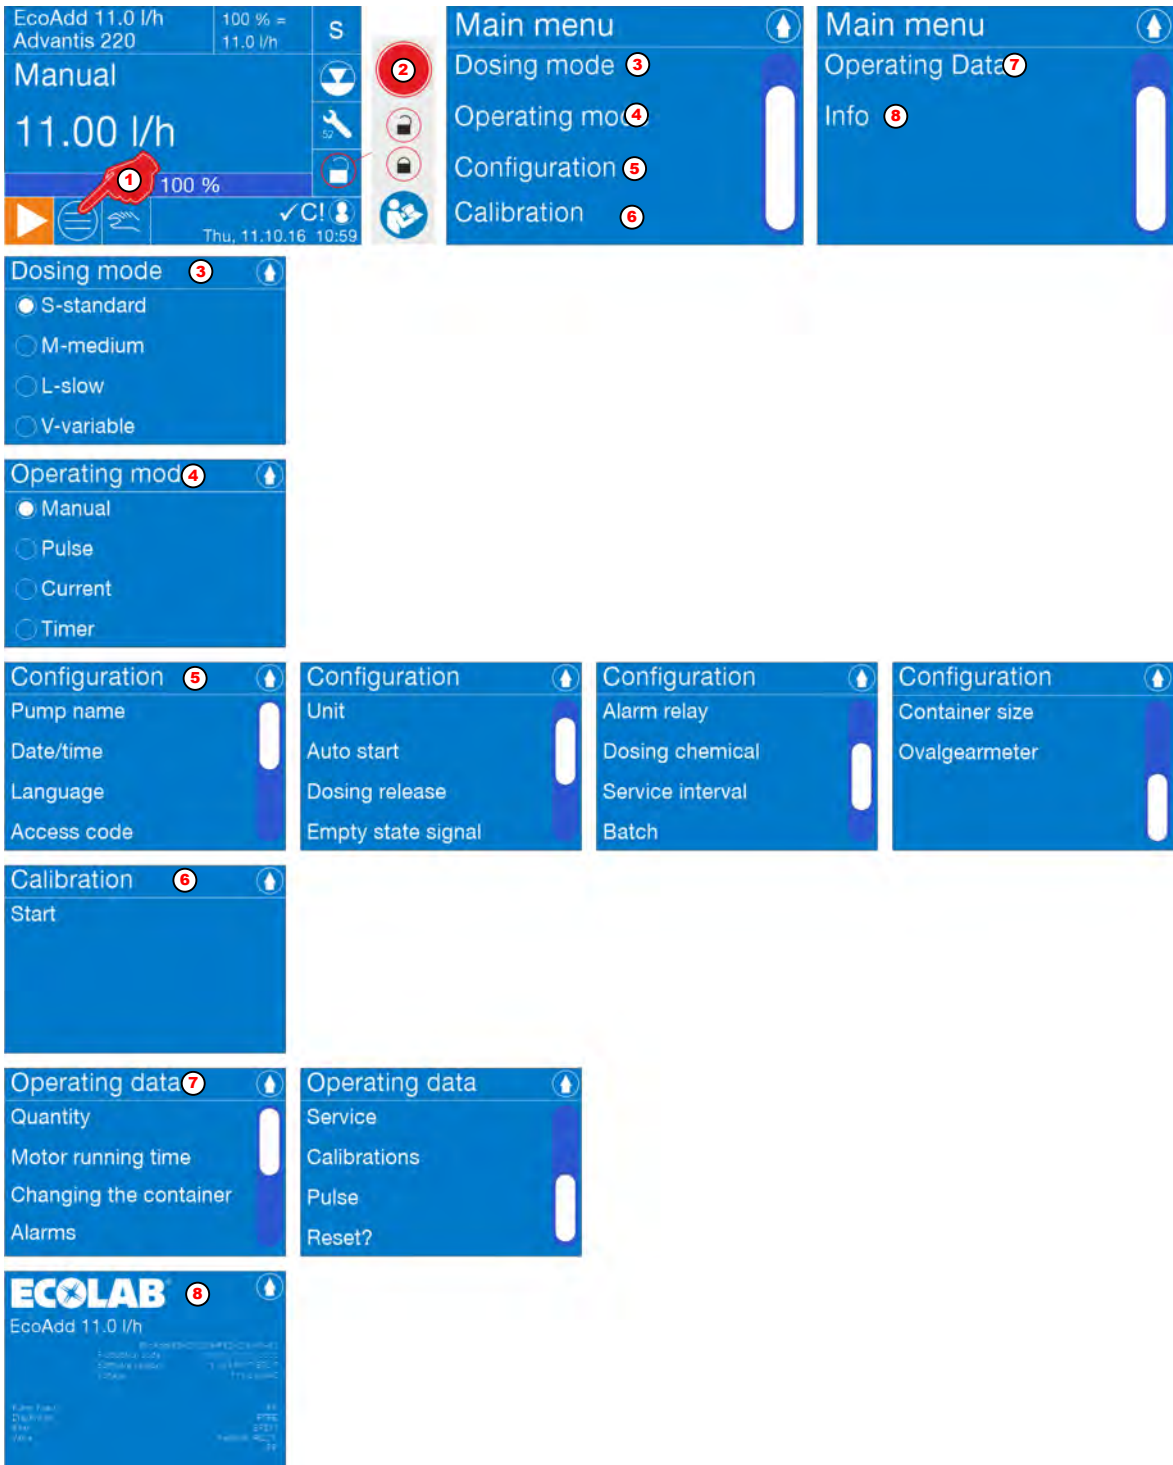 EcoAdd 11.0 l/h
Advantis 220
100 % =
11.0 l/h
S
Manual
11.00 l/h
52
1
100 %
✓C!
Thu, 11.10.16 10:59
2
Main menu
Dosing mode 3
Operating mode 4
Configuration 5
Calibration 6
Main menu
Operating Data 7
Info 8
Dosing mode 3
S-standard
M-medium
L-slow
V-variable
Operating mod 4
Manual
Pulse
Current
Timer
Configuration 5
Pump name
Date/time
Language
Access code
Configuration
Unit
Auto start
Dosing release
Empty state signal
Configuration
Alarm relay
Dosing chemical
Service interval
Batch
Configuration
Container size
Ovalgearmeter
Calibration 6
Start
Operating data 7
Quantity
Motor running time
Changing the container
Alarms
Operating data
Service
Calibrations
Pulse
Reset?
ECOLAB® 8
EcoAdd 11.0 l/h